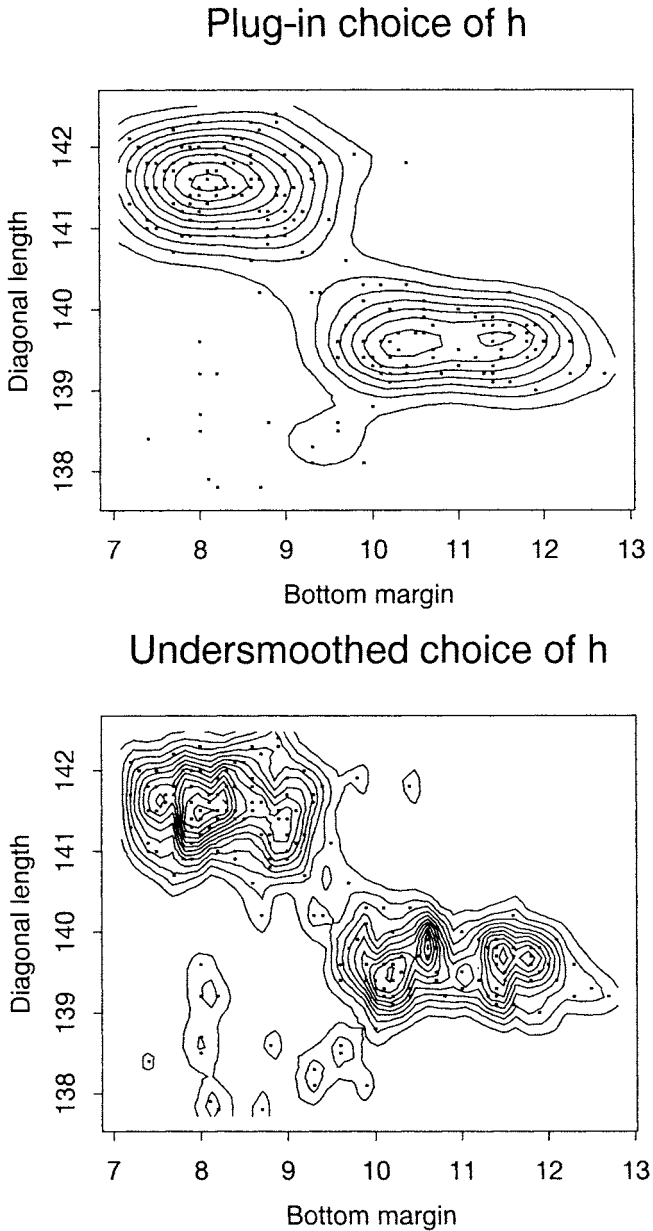 Plug-in choice of h
142
141
140
139
138
Diagonal length
7 8 9 10 11 12 13
Bottom margin
Undersmoothed choice of h
142
141
140
139
138
Diagonal length
7 8 9 10 11 12 13
Bottom margin